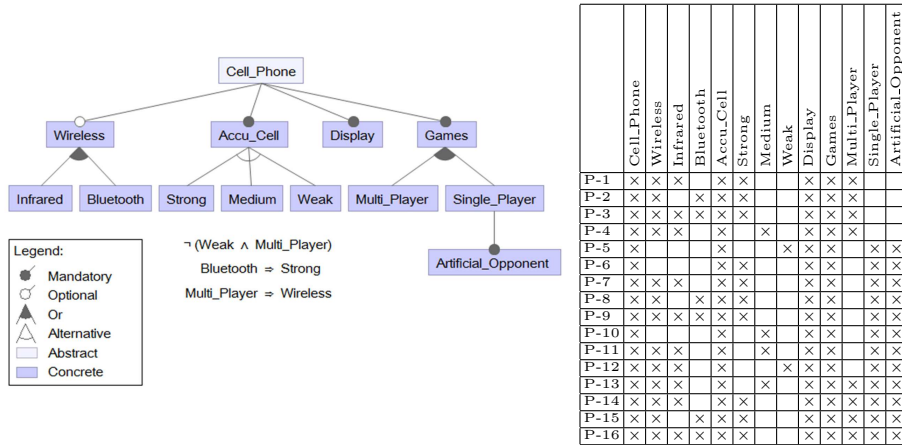 Cell_Phone
Wireless Accu_Cell Display Games
Infrared Bluetooth Strong Medium Weak Multi_Player Single_Player
Artificial_Opponent
Legend:
Mandatory
Optional
Or
Alternative
Abstract
Concrete
¬ (Weak ∧ Multi_Player)
Bluetooth ⇒ Strong
Multi_Player ⇒ Wireless
Cell_Phone Wireless Infrared Bluetooth Accu_Cell Strong Medium Weak Display Games Multi_Player Single_Player Artificial_Opponent
P-1 × × × × × × × ×
P-2 × × × × × × × ×
P-3 × × × × × × × × ×
P-4 × × × × × × × ×
P-5 × × × × × × ×
P-6 × × × × × × ×
P-7 × × × × × × × × ×
P-8 × × × × × × × × ×
P-9 × × × × × × × × × ×
P-10 × × × × × × ×
P-11 × × × × × × × × ×
P-12 × × × × × × × × ×
P-13 × × × × × × × × × ×
P-14 × × × × × × × × × ×
P-15 × × × × × × × × × ×
P-16 × × × × × × × × × × ×